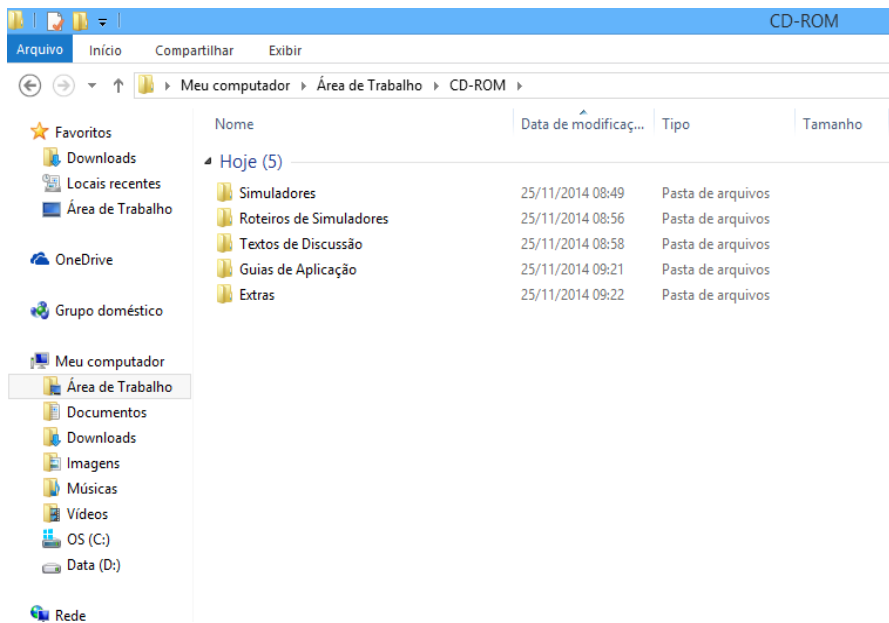 CD-ROM
Arquivo Início Compartilhar Exibir
Meu computador Área de Trabalho CD-ROM
Favoritos
Downloads
Locais recentes
Área de Trabalho
OneDrive
Grupo doméstico
Meu computador
Área de Trabalho
Documentos
Downloads
Imagens
Músicas
Vídeos
OS (C:)
Data (D:)
Rede
Nome Data de modificaç... Tipo Tamanho
Hoje (5)
Simuladores 25/11/2014 08:49 Pasta de arquivos
Roteiros de Simuladores 25/11/2014 08:56 Pasta de arquivos
Textos de Discussão 25/11/2014 08:58 Pasta de arquivos
Guias de Aplicação 25/11/2014 09:21 Pasta de arquivos
Extras 25/11/2014 09:22 Pasta de arquivos